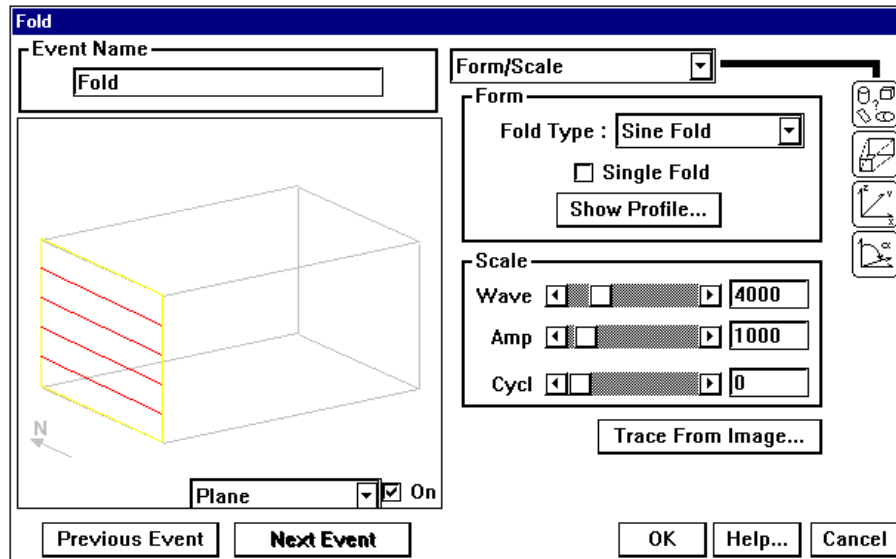 Fold
Event Name
Fold
Form/Scale
Form
Fold Type : Sine Fold
Single Fold
Show Profile...
Scale
Wave 4000
Amp 1000
Cycl 0
Trace From Image...
N
Plane On
Previous Event Next Event OK Help... Cancel